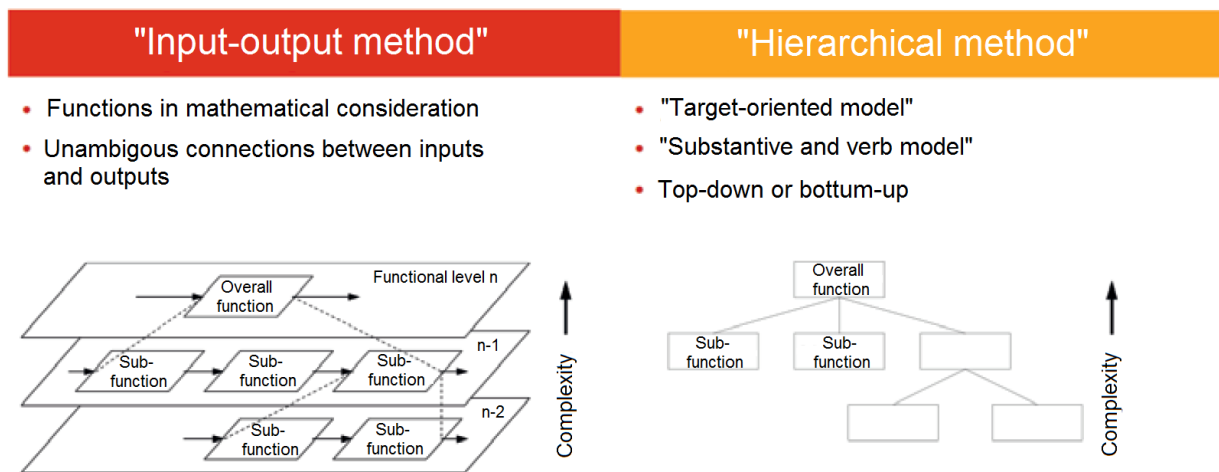 "Input-output method"
"Hierarchical method"
• Functions in mathematical consideration
• Unambigous connections between inputs
and outputs
• "Target-oriented model"
• "Substantive and verb model"
• Top-down or bottum-up
Functional level n
Overall
function
n-1
Sub-
function
Sub-
function
Sub-
function
n-2
Sub-
function
Sub-
function
Complexity
Overall
function
Sub-
function
Sub-
function
Complexity